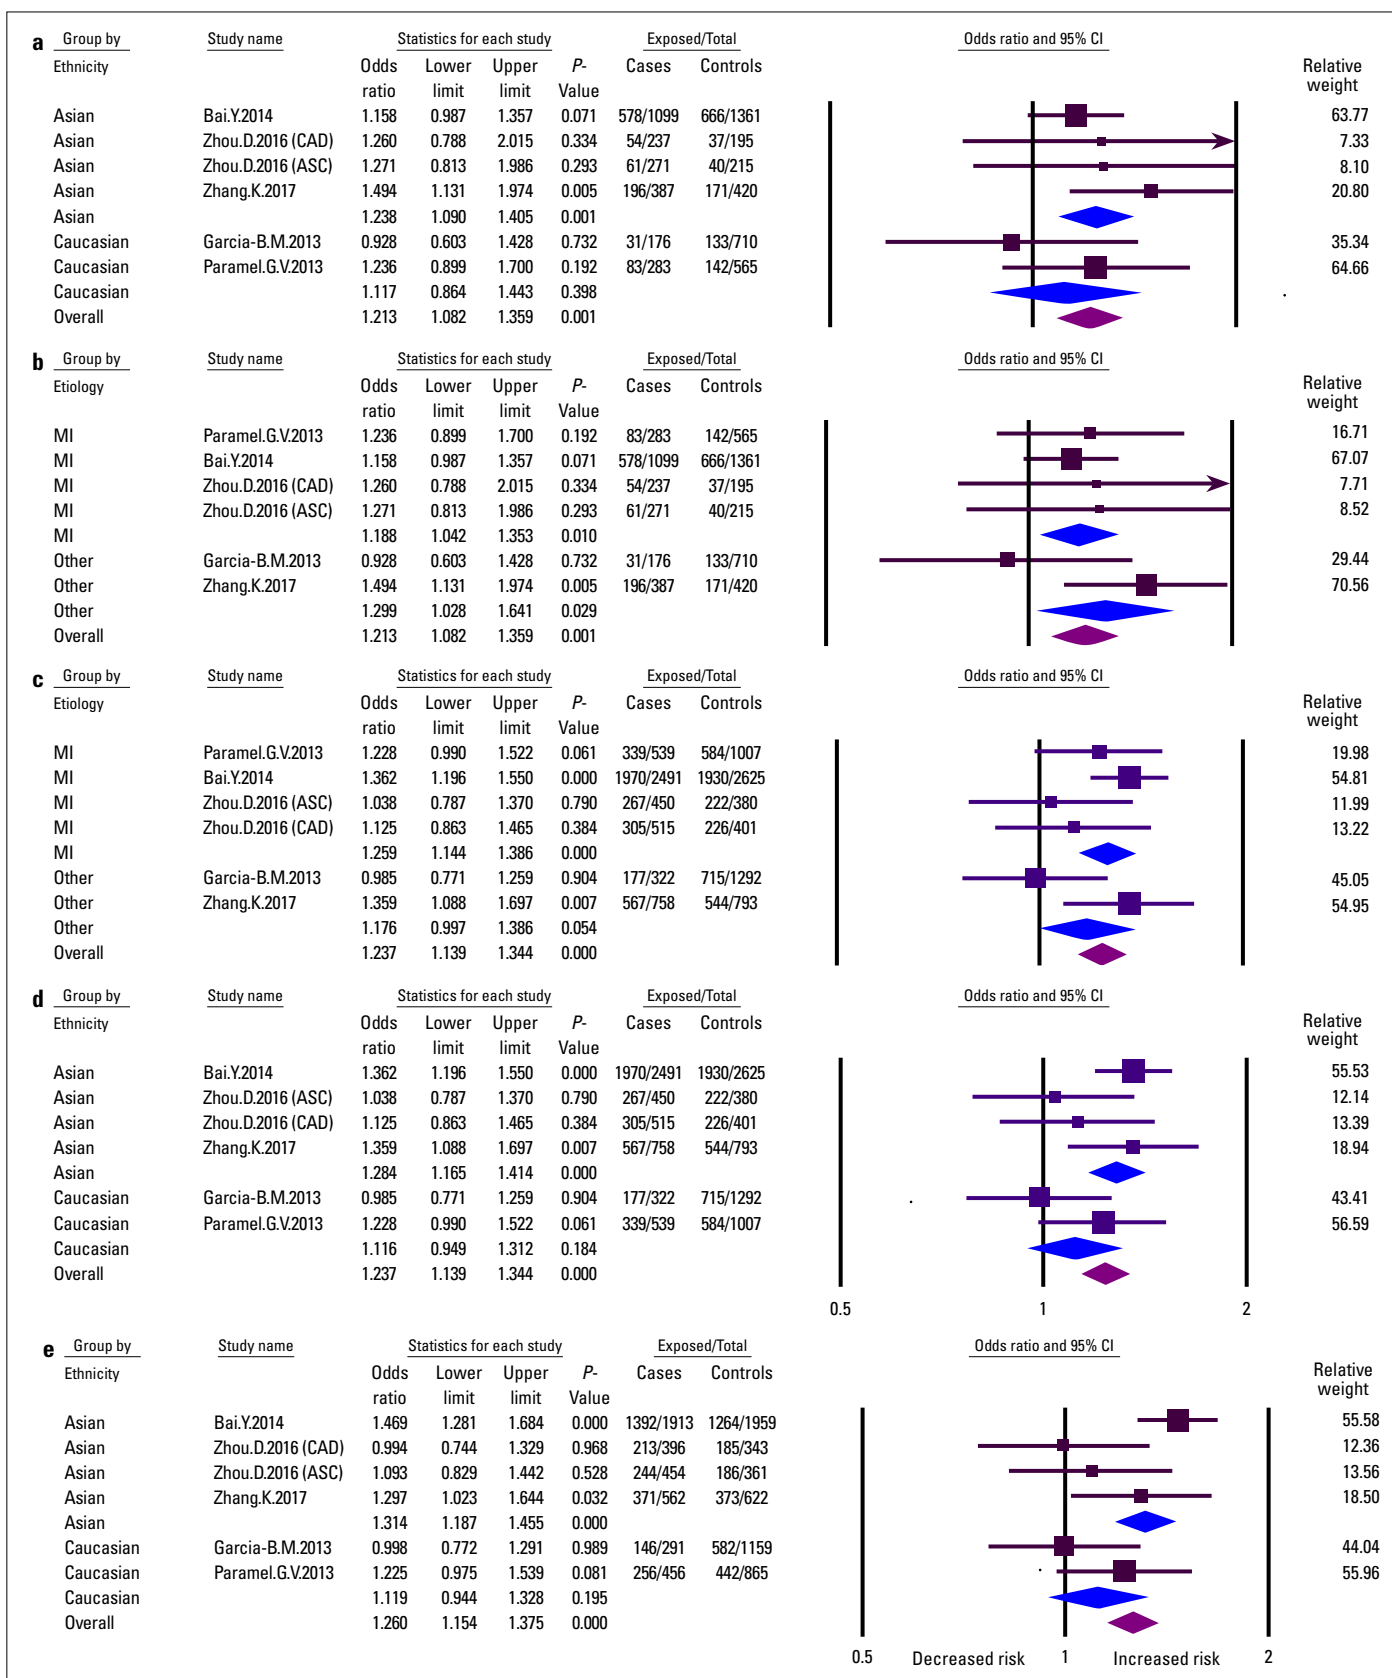 a Group by Study name Statistics for each study Exposed/Total Odds ratio and 95% CI
Ethnicity Odds Lower Upper P- Cases Controls Relative
ratio limit limit Value weight
Asian Bai.Y.2014 1.158 0.987 1.357 0.071 578/1099 666/1361 63.77
Asian Zhou.D.2016 (CAD) 1.260 0.788 2.015 0.334 54/237 37/195 7.33
Asian Zhou.D.2016 (ASC) 1.271 0.813 1.986 0.293 61/271 40/215 8.10
Asian Zhang.K.2017 1.494 1.131 1.974 0.005 196/387 171/420 20.80
Asian 1.238 1.090 1.405 0.001
Caucasian Garcia-B.M.2013 0.928 0.603 1.428 0.732 31/176 133/710 35.34
Caucasian Paramel.G.V.2013 1.236 0.899 1.700 0.192 83/283 142/565 64.66
Caucasian 1.117 0.864 1.443 0.398
Overall 1.213 1.082 1.359 0.001
b Group by Study name Statistics for each study Exposed/Total Odds ratio and 95% CI
Etiology Odds Lower Upper P- Cases Controls Relative
ratio limit limit Value weight
MI Paramel.G.V.2013 1.236 0.899 1.700 0.192 83/283 142/565 16.71
MI Bai.Y.2014 1.158 0.987 1.357 0.071 578/1099 666/1361 67.07
MI Zhou.D.2016 (CAD) 1.260 0.788 2.015 0.334 54/237 37/195 7.71
MI Zhou.D.2016 (ASC) 1.271 0.813 1.986 0.293 61/271 40/215 8.52
MI 1.188 1.042 1.353 0.010
Other Garcia-B.M.2013 0.928 0.603 1.428 0.732 31/176 133/710 29.44
Other Zhang.K.2017 1.494 1.131 1.974 0.005 196/387 171/420 70.56
Other 1.299 1.028 1.641 0.029
Overall 1.213 1.082 1.359 0.001
c Group by Study name Statistics for each study Exposed/Total Odds ratio and 95% CI
Etiology Odds Lower Upper P- Cases Controls Relative
ratio limit limit Value weight
MI Paramel.G.V.2013 1.228 0.990 1.522 0.061 339/539 584/1007 19.98
MI Bai.Y.2014 1.362 1.196 1.550 0.000 1970/2491 1930/2625 54.81
MI Zhou.D.2016 (ASC) 1.038 0.787 1.370 0.790 267/450 222/380 11.99
MI Zhou.D.2016 (CAD) 1.125 0.863 1.465 0.384 305/515 226/401 13.22
MI 1.259 1.144 1.386 0.000
Other Garcia-B.M.2013 0.985 0.771 1.259 0.904 177/322 715/1292 45.05
Other Zhang.K.2017 1.359 1.088 1.697 0.007 567/758 544/793 54.95
Other 1.176 0.997 1.386 0.054
Overall 1.237 1.139 1.344 0.000
d Group by Study name Statistics for each study Exposed/Total Odds ratio and 95% CI
Ethnicity Odds Lower Upper P- Cases Controls Relative
ratio limit limit Value weight
Asian Bai.Y.2014 1.362 1.196 1.550 0.000 1970/2491 1930/2625 55.53
Asian Zhou.D.2016 (ASC) 1.038 0.787 1.370 0.790 267/450 222/380 12.14
Asian Zhou.D.2016 (CAD) 1.125 0.863 1.465 0.384 305/515 226/401 13.39
Asian Zhang.K.2017 1.359 1.088 1.697 0.007 567/758 544/793 18.94
Asian 1.284 1.165 1.414 0.000
Caucasian Garcia-B.M.2013 0.985 0.771 1.259 0.904 177/322 715/1292 43.41
Caucasian Paramel.G.V.2013 1.228 0.990 1.522 0.061 339/539 584/1007 56.59
Caucasian 1.116 0.949 1.312 0.184
Overall 1.237 1.139 1.344 0.000
0.5 1 2
e Group by Study name Statistics for each study Exposed/Total Odds ratio and 95% CI
Ethnicity Odds Lower Upper P- Cases Controls Relative
ratio limit limit Value weight
Asian Bai.Y.2014 1.469 1.281 1.684 0.000 1392/1913 1264/1959 55.58
Asian Zhou.D.2016 (CAD) 0.994 0.744 1.329 0.968 213/396 185/343 12.36
Asian Zhou.D.2016 (ASC) 1.093 0.829 1.442 0.528 244/454 186/361 13.56
Asian Zhang.K.2017 1.297 1.023 1.644 0.032 371/562 373/622 18.50
Asian 1.314 1.187 1.455 0.000
Caucasian Garcia-B.M.2013 0.998 0.772 1.291 0.989 146/291 582/1159 44.04
Caucasian Paramel.G.V.2013 1.225 0.975 1.539 0.081 256/456 442/865 55.96
Caucasian 1.119 0.944 1.328 0.195
Overall 1.260 1.154 1.375 0.000
0.5 Decreased risk 1 Increased risk 2